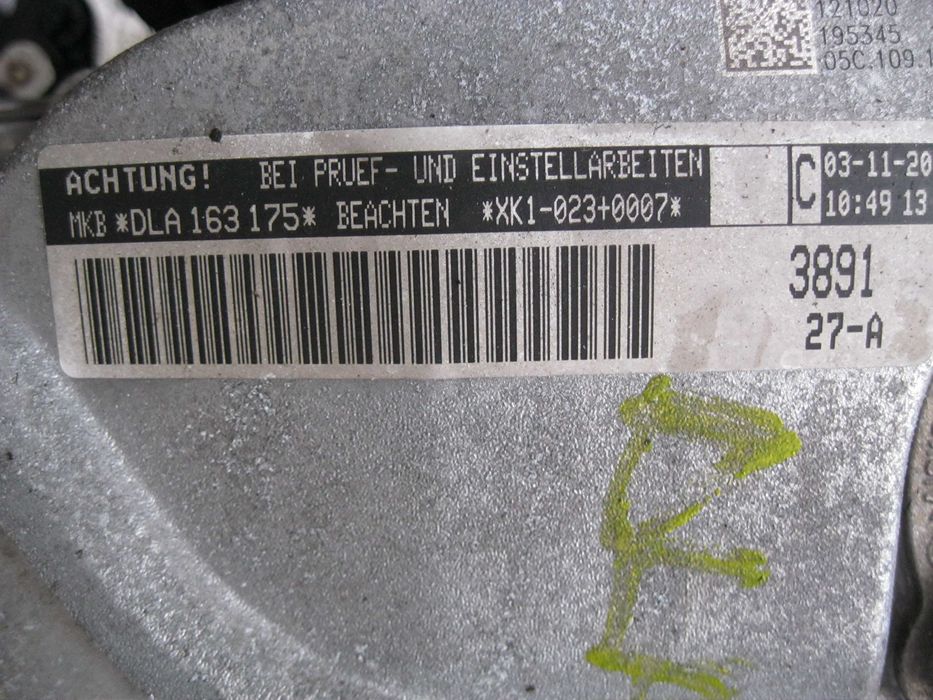 121020
195345
05C.109.1
ACHTUNG! BEI PRUEF- UND EINSTELLARBEITEN
MKB *DLA 163 175* BEACHTEN *XK1-023+0007*
C
03-11-20
10:49 13
3891
27-A